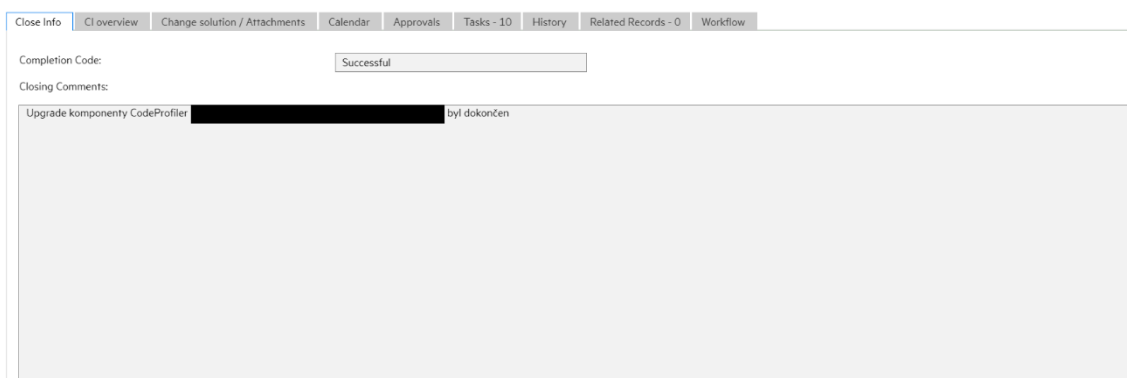 Close Info CI overview Change solution / Attachments Calendar Approvals Tasks - 10 History Related Records - 0 Workflow
Completion Code: Successful
Closing Comments:
Upgrade komponenty CodeProfiler byl dokončen